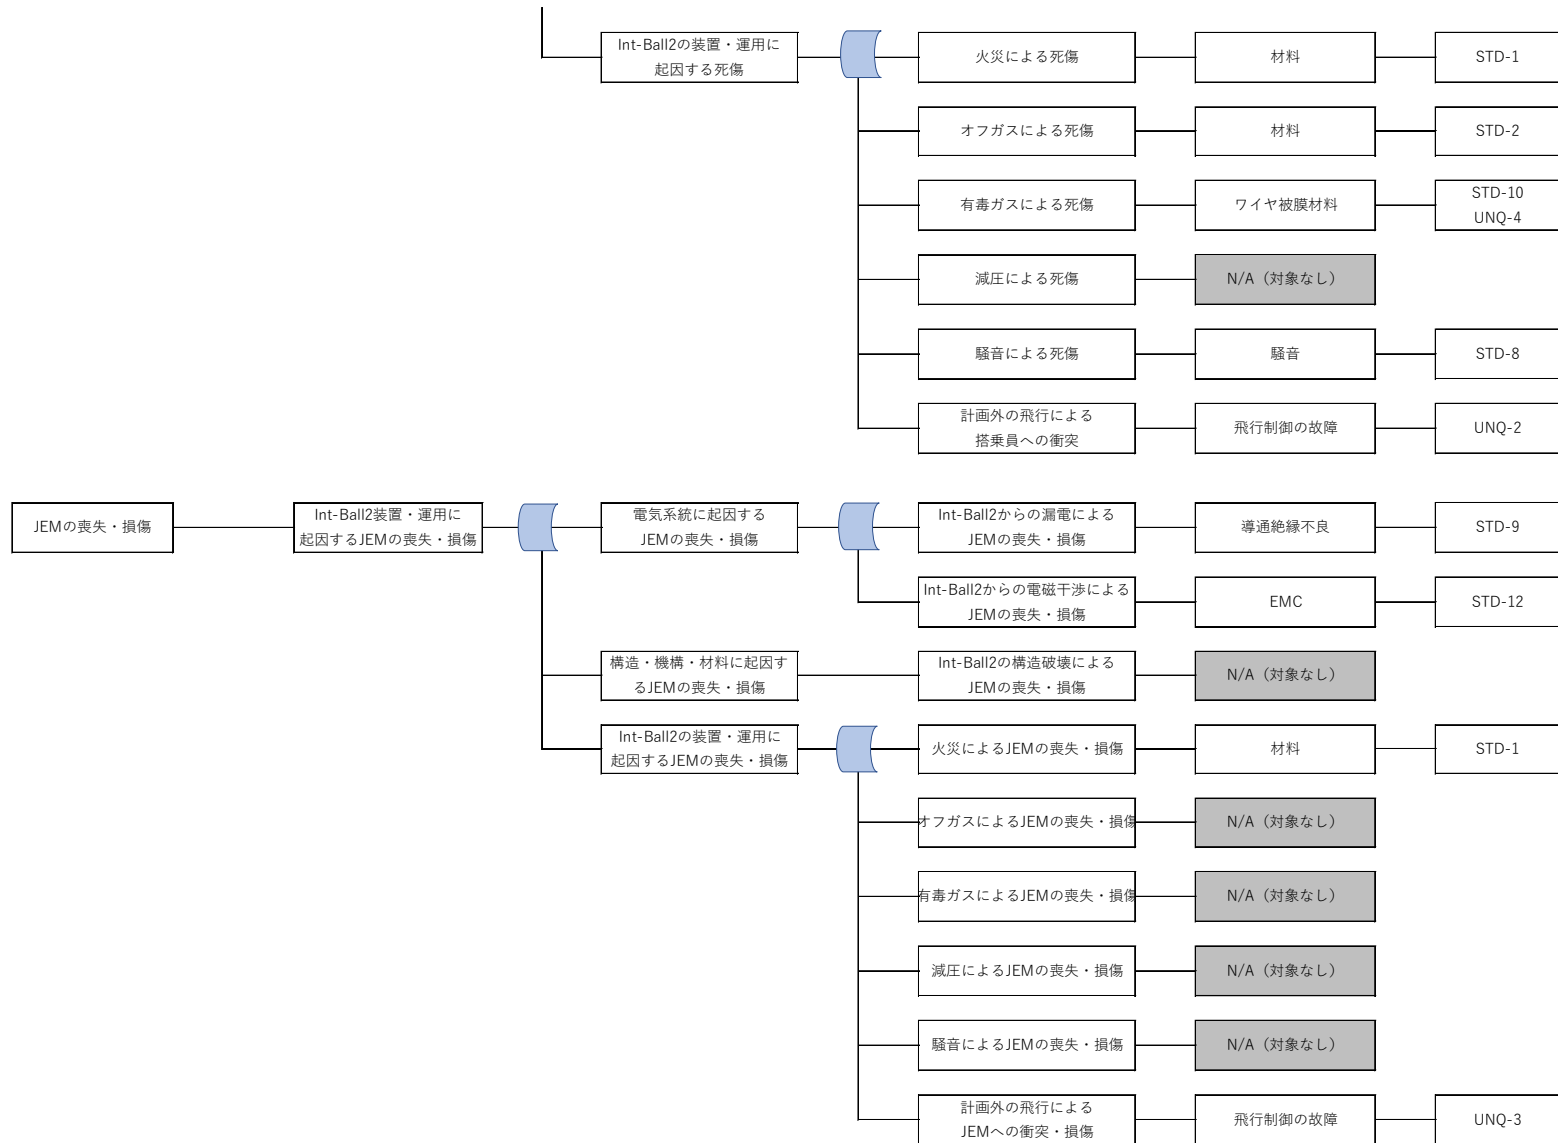 Int-Ball2の装置・運用に
起因する死傷
火災による死傷
材料
STD-1
オフガスによる死傷
材料
STD-2
有毒ガスによる死傷
ワイヤ被膜材料
STD-10
UNQ-4
減圧による死傷
N/A（対象なし）
騒音による死傷
騒音
STD-8
計画外の飛行による
搭乗員への衝突
飛行制御の故障
UNQ-2
JEMの喪失・損傷
Int-Ball2装置・運用に
起因するJEMの喪失・損傷
電気系統に起因する
JEMの喪失・損傷
Int-Ball2からの漏電による
JEMの喪失・損傷
導通絶縁不良
STD-9
Int-Ball2からの電磁干渉による
JEMの喪失・損傷
EMC
STD-12
構造・機構・材料に起因す
るJEMの喪失・損傷
Int-Ball2の構造破壊による
JEMの喪失・損傷
N/A（対象なし）
Int-Ball2の装置・運用に
起因するJEMの喪失・損傷
火災によるJEMの喪失・損傷
材料
STD-1
オフガスによるJEMの喪失・損傷
N/A（対象なし）
有毒ガスによるJEMの喪失・損傷
N/A（対象なし）
減圧によるJEMの喪失・損傷
N/A（対象なし）
騒音によるJEMの喪失・損傷
N/A（対象なし）
計画外の飛行による
JEMへの衝突・損傷
飛行制御の故障
UNQ-3